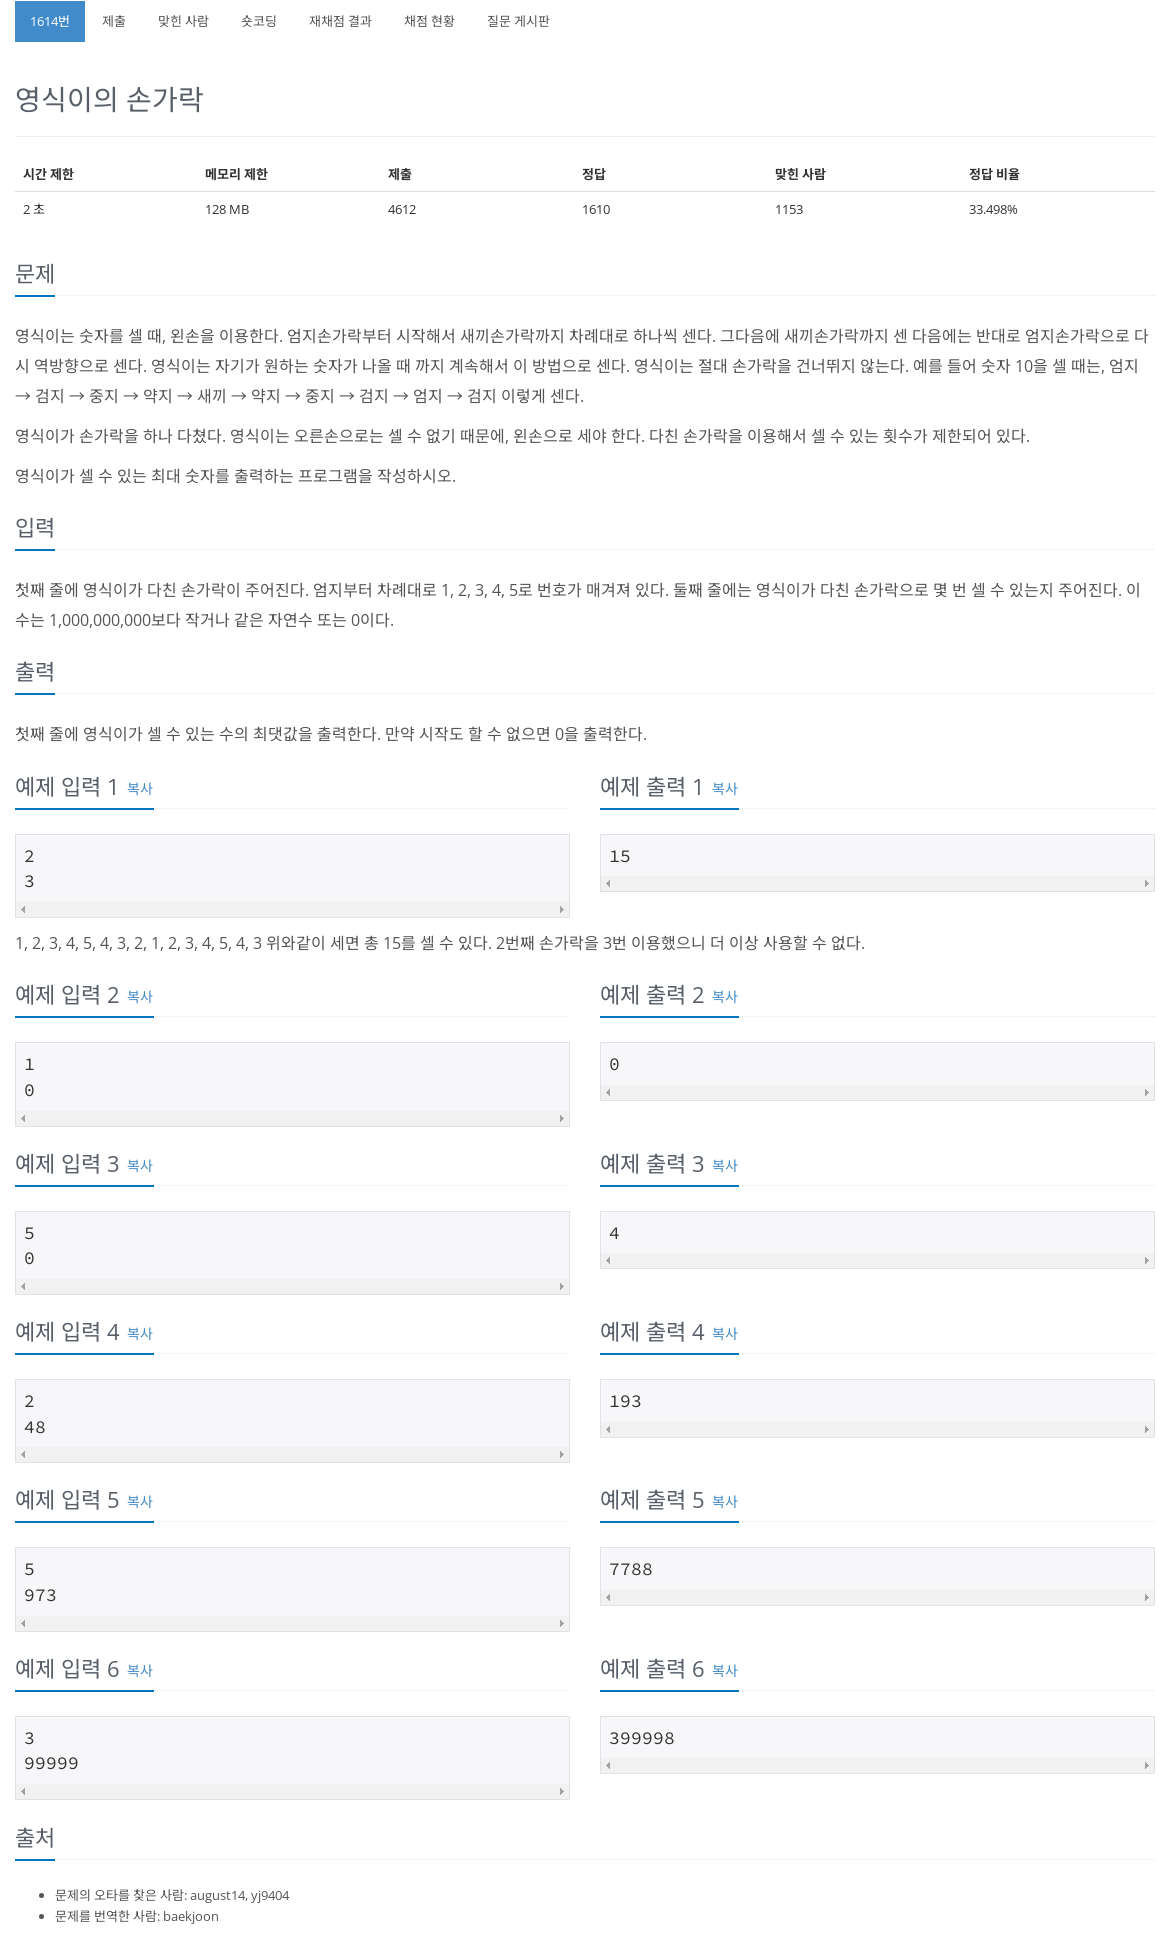 1614번 제출 맞힌 사람 숏코딩 재채점 결과 채점 현황 질문 게시판
영식이의 손가락
시간 제한 메모리 제한 제출 정답 맞힌 사람 정답 비율
2 초 128 MB 4612 1610 1153 33.498%
문제
영식이는 숫자를 셀 때, 왼손을 이용한다. 엄지손가락부터 시작해서 새끼손가락까지 차례대로 하나씩 센다. 그다음에 새끼손가락까지 센 다음에는 반대로 엄지손가락으로 다
시 역방향으로 센다. 영식이는 자기가 원하는 숫자가 나올 때 까지 계속해서 이 방법으로 센다. 영식이는 절대 손가락을 건너뛰지 않는다. 예를 들어 숫자 10을 셀 때는, 엄지
→ 검지 → 중지 → 약지 → 새끼 → 약지 → 중지 → 검지 → 엄지 → 검지 이렇게 센다.
영식이가 손가락을 하나 다쳤다. 영식이는 오른손으로는 셀 수 없기 때문에, 왼손으로 세야 한다. 다친 손가락을 이용해서 셀 수 있는 횟수가 제한되어 있다.
영식이가 셀 수 있는 최대 숫자를 출력하는 프로그램을 작성하시오.
입력
첫째 줄에 영식이가 다친 손가락이 주어진다. 엄지부터 차례대로 1, 2, 3, 4, 5로 번호가 매겨져 있다. 둘째 줄에는 영식이가 다친 손가락으로 몇 번 셀 수 있는지 주어진다. 이
수는 1,000,000,000보다 작거나 같은 자연수 또는 0이다.
출력
첫째 줄에 영식이가 셀 수 있는 수의 최댓값을 출력한다. 만약 시작도 할 수 없으면 0을 출력한다.
예제 입력 1 복사 예제 출력 1 복사
2 15
3
1, 2, 3, 4, 5, 4, 3, 2, 1, 2, 3, 4, 5, 4, 3 위와같이 세면 총 15를 셀 수 있다. 2번째 손가락을 3번 이용했으니 더 이상 사용할 수 없다.
예제 입력 2 복사 예제 출력 2 복사
1 0
0
예제 입력 3 복사 예제 출력 3 복사
5 4
0
예제 입력 4 복사 예제 출력 4 복사
2 193
48
예제 입력 5 복사 예제 출력 5 복사
5 7788
973
예제 입력 6 복사 예제 출력 6 복사
3 399998
99999
출처
문제의 오타를 찾은 사람: august14, yj9404
문제를 번역한 사람: baekjoon